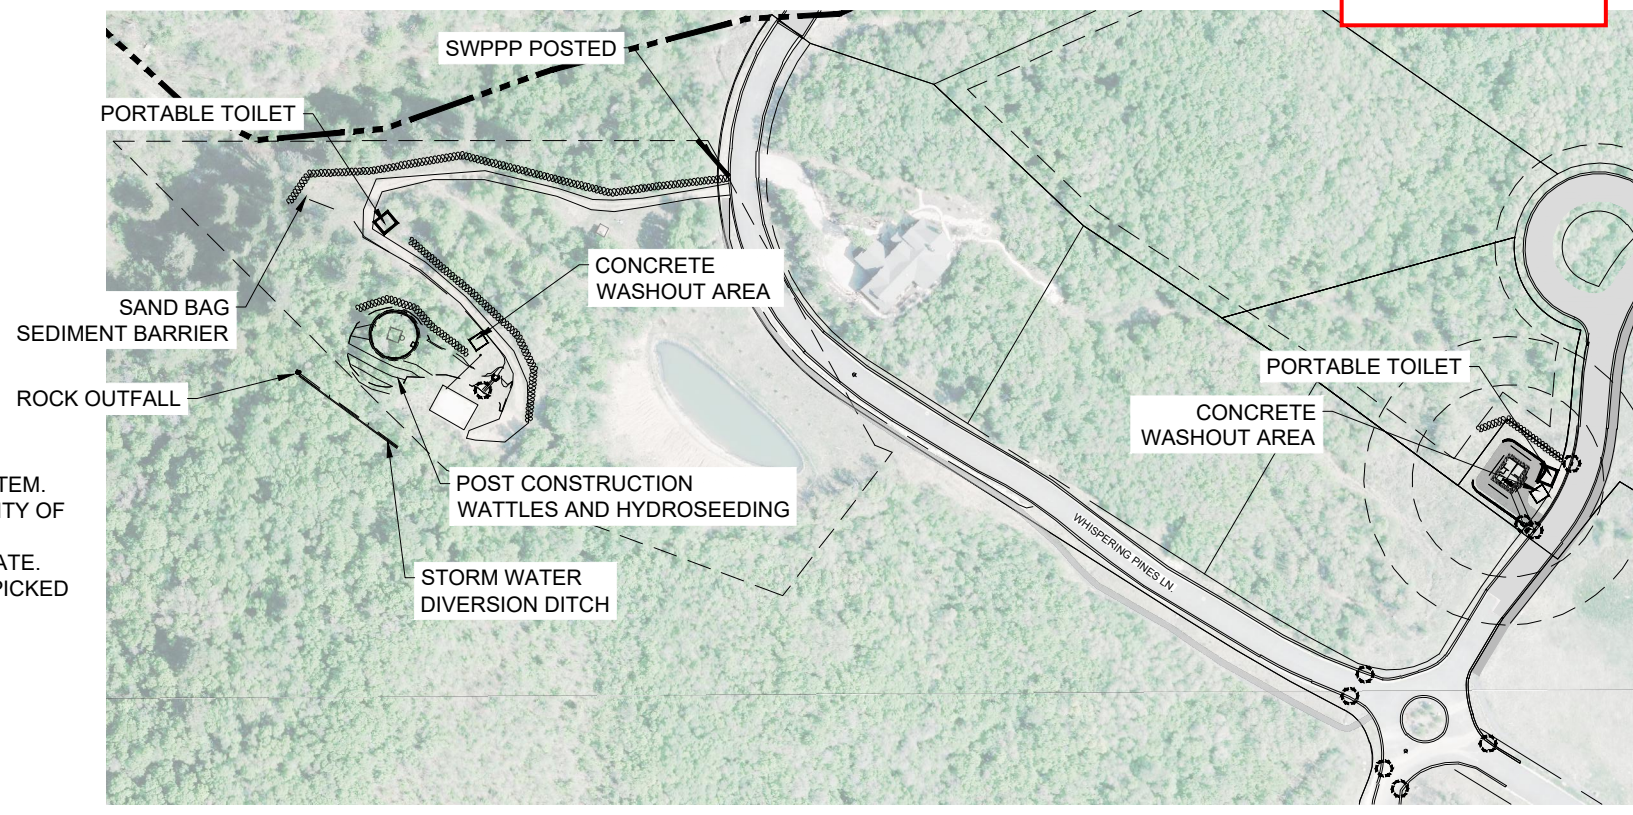 SWPPP POSTED
PORTABLE TOILET
CONCRETE
WASHOUT AREA
SAND BAG
SEDIMENT BARRIER
ROCK OUTFALL
PORTABLE TOILET
CONCRETE
WASHOUT AREA
POST CONSTRUCTION
WATTLES AND HYDROSEEDING
TEM.
ITY OF
ATE.
PICKED
STORM WATER
DIVERSION DITCH
WHISPERING PINES LN.